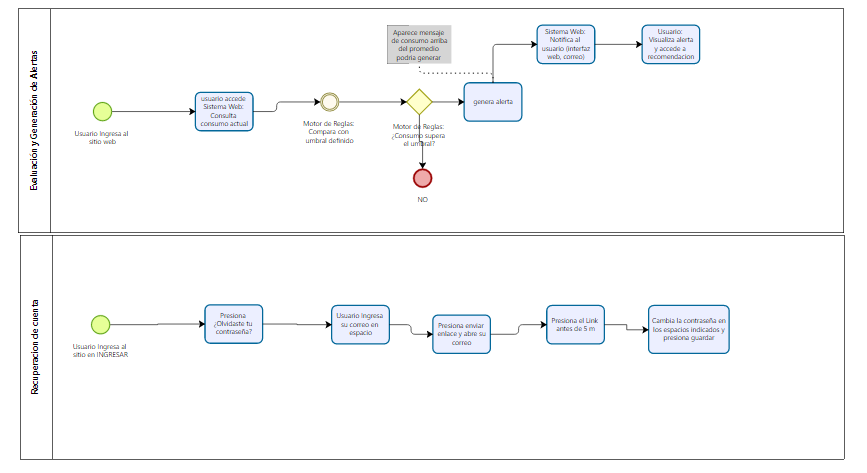 Evaluación y Generación de Alertas
Usuario Ingresa al
sitio web
usuario accede
Sistema Web:
Consulta
consumo actual
Motor de Reglas:
Compara con
umbral definido
Motor de Reglas:
¿Consumo supera
el umbral?
NO
Aparece mensaje
de consumo arriba
del promedio
podria generar
genera alerta
Sistema Web:
Notifica al
usuario (interfaz
web, correo)
Usuario:
Visualiza alerta
y accede a
recomendacion
Recuperacion de cuenta
Usuario Ingresa al
sitio en INGRESAR
Presiona
¿Olvidaste tu
contraseña?
Usuario Ingresa
su correo en
espacio
Presiona enviar
enlace y abre su
correo
Presiona el Link
antes de 5 m
Cambia la contraseña en
los espacios indicados y
presiona guardar